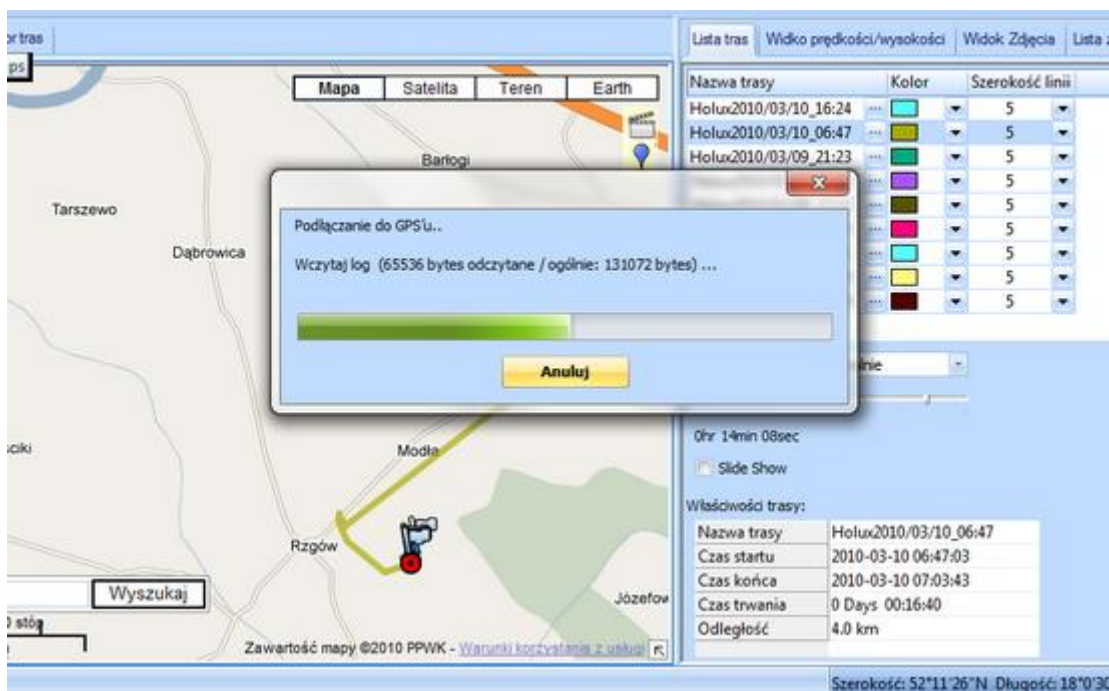 or tras
Lista tras Widko prędkości/wysokości Widok Zdjęcia Lista
ps
Mapa Satelita Teren Earth
Nazwa trasy Kolor Szerokość linii
Holux2010/03/10_16:24 ... 5
Holux2010/03/10_06:47 ... 5
Holux2010/03/09_21:23 ... 5
... 5
... 5
... 5
... 5
... 5
... 5
Barłogi
Tarszewo
Dąbrowica
Podłączanie do GPS'u..
Wczytaj log (65536 bytes odczytane / ogólnie: 131072 bytes) ...
Anuluj
lnie
0hr 14min 08sec
Slide Show
ciki
Modła
Rzgów
Józefow
Wyszukaj
0 stóp
Zawartość mapy ©2010 PPWK - Warunki korzystania z usługi
Właściwości trasy:
Nazwa trasy Holux2010/03/10_06:47
Czas startu 2010-03-10 06:47:03
Czas końca 2010-03-10 07:03:43
Czas trwania 0 Days 00:16:40
Odległość 4.0 km
Szerokość: 52°11'26"N Długość: 18°0'30